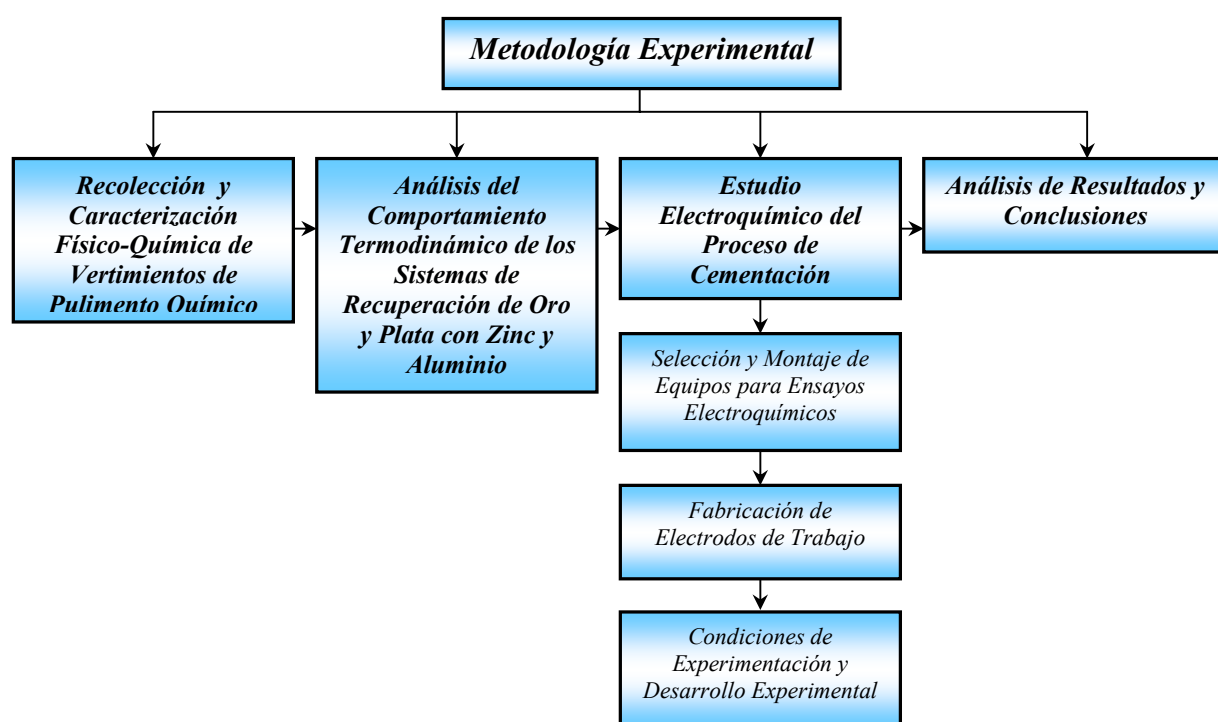 Metodología Experimental
Recolección y
Caracterización
Físico-Química de
Vertimientos de
Pulimento Químico
Análisis del
Comportamiento
Termodinámico de los
Sistemas de
Recuperación de Oro
y Plata con Zinc y
Aluminio
Estudio
Electroquímico del
Proceso de
Cementación
Análisis de Resultados y
Conclusiones
Selección y Montaje de
Equipos para Ensayos
Electroquímicos
Fabricación de
Electrodos de Trabajo
Condiciones de
Experimentación y
Desarrollo Experimental